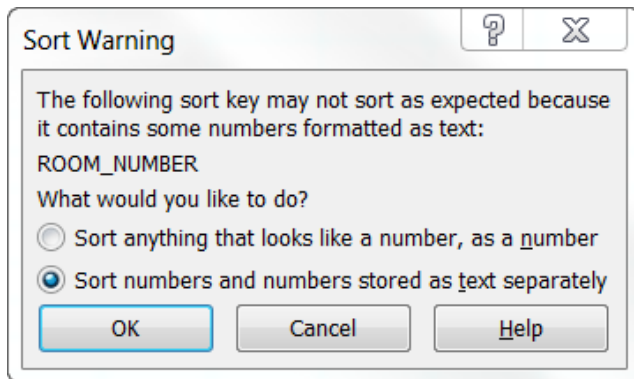 Sort Warning
The following sort key may not sort as expected because
it contains some numbers formatted as text:
ROOM_NUMBER
What would you like to do?
Sort anything that looks like a number, as a number
Sort numbers and numbers stored as text separately
OK Cancel Help